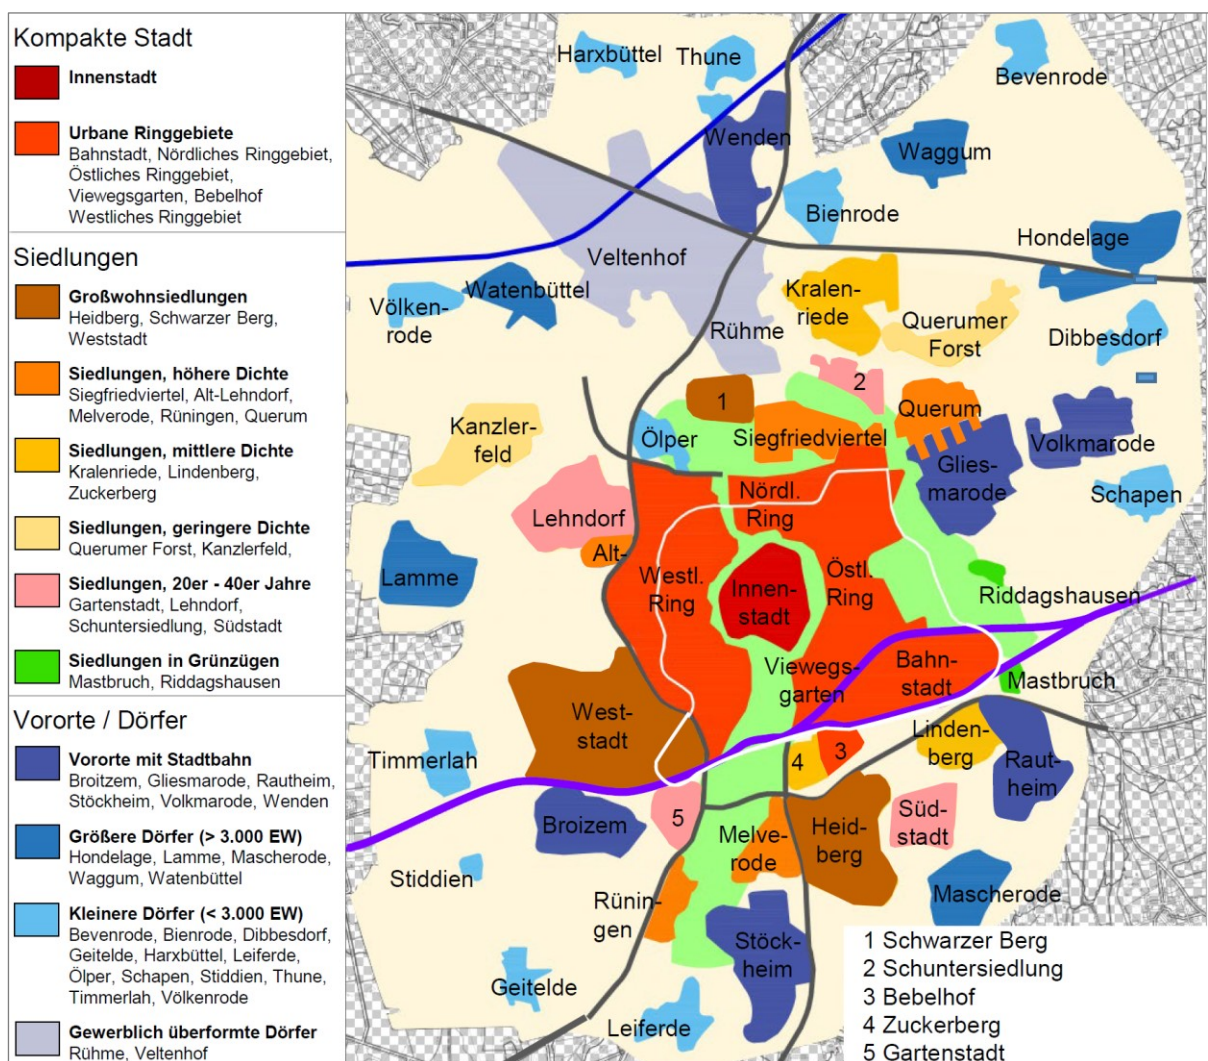 Kompakte Stadt
Innenstadt
Urbane Ringgebiete
Bahnstadt, Nördliches Ringgebiet,
Östliches Ringgebiet,
Viewegsgarten, Bebelhof
Westliches Ringgebiet
Siedlungen
Großwohnsiedlungen
Heidberg, Schwarzer Berg,
Weststadt
Siedlungen, höhere Dichte
Siegfriedviertel, Alt-Lehndorf,
Melverode, Rüningen, Querum
Siedlungen, mittlere Dichte
Kralenriede, Lindenberg,
Zuckerberg
Siedlungen, geringere Dichte
Querumer Forst, Kanzlerfeld,
Siedlungen, 20er - 40er Jahre
Gartenstadt, Lehndorf,
Schuntersiedlung, Südstadt
Siedlungen in Grünzügen
Mastbruch, Riddagshausen
Vororte / Dörfer
Vororte mit Stadtbahn
Broitzem, Gliesmarode, Rautheim,
Stöckheim, Volkmarode, Wenden
Größere Dörfer (> 3.000 EW)
Hondelage, Lamme, Mascherode,
Waggum, Watenbüttel
Kleinere Dörfer (< 3.000 EW)
Bevenrode, Bienrode, Dibbesdorf,
Geitelde, Harxbüttel, Leiferde,
Ölper, Schapen, Stiddien, Thune,
Timmerlah, Völkenrode
Gewerblich überformte Dörfer
Rühme, Veltenhof
Harxbüttel
Thune
Bevenrode
Wenden
Waggum
Bienrode
Hondelage
Veltenhof
Watenbüttel
Völken-
rode
Kralen-
riede
Querumer
Forst
Dibbesdorf
Rühme
1
2
Kanzler-
feld
Ölper
Siegfriedviertel
Querum
Volkmarode
Glies-
marode
Schapen
Nördl.
Ring
Lehndorf
Alt-
Lamme
Westl.
Ring
Innen-
stadt
Östl.
Ring
Riddagshausen
Viewegs-
garten
Bahn-
stadt
Mastbruch
West-
stadt
Timmerlah
4
3
Linden-
berg
Raut-
heim
Broizem
5
Melve-
rode
Heid-
berg
Süd-
stadt
Stiddien
Rünin-
gen
Mascherode
Stöck-
heim
Geitelde
Leiferde
1 Schwarzer Berg
2 Schuntersiedlung
3 Bebelhof
4 Zuckerberg
5 Gartenstadt